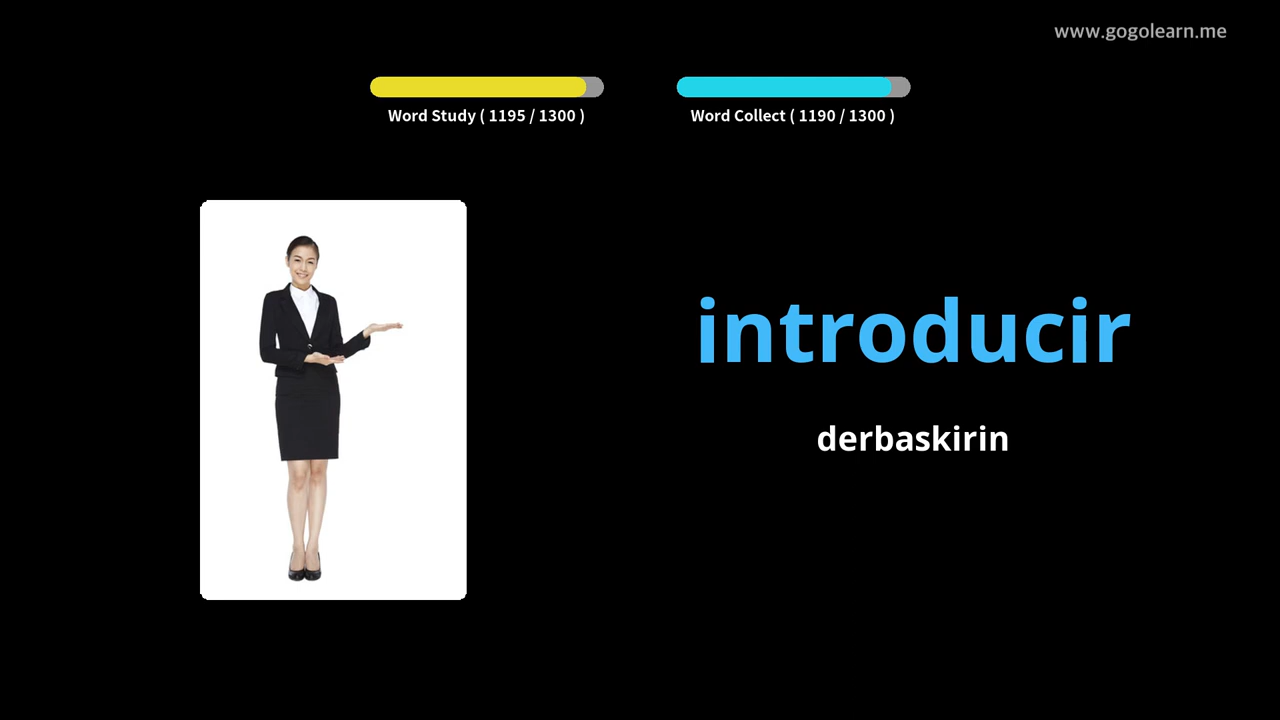 www.gogolearn.me
Word Study ( 1195 / 1300 )
Word Collect ( 1190 / 1300 )
introducir
derbaskirin